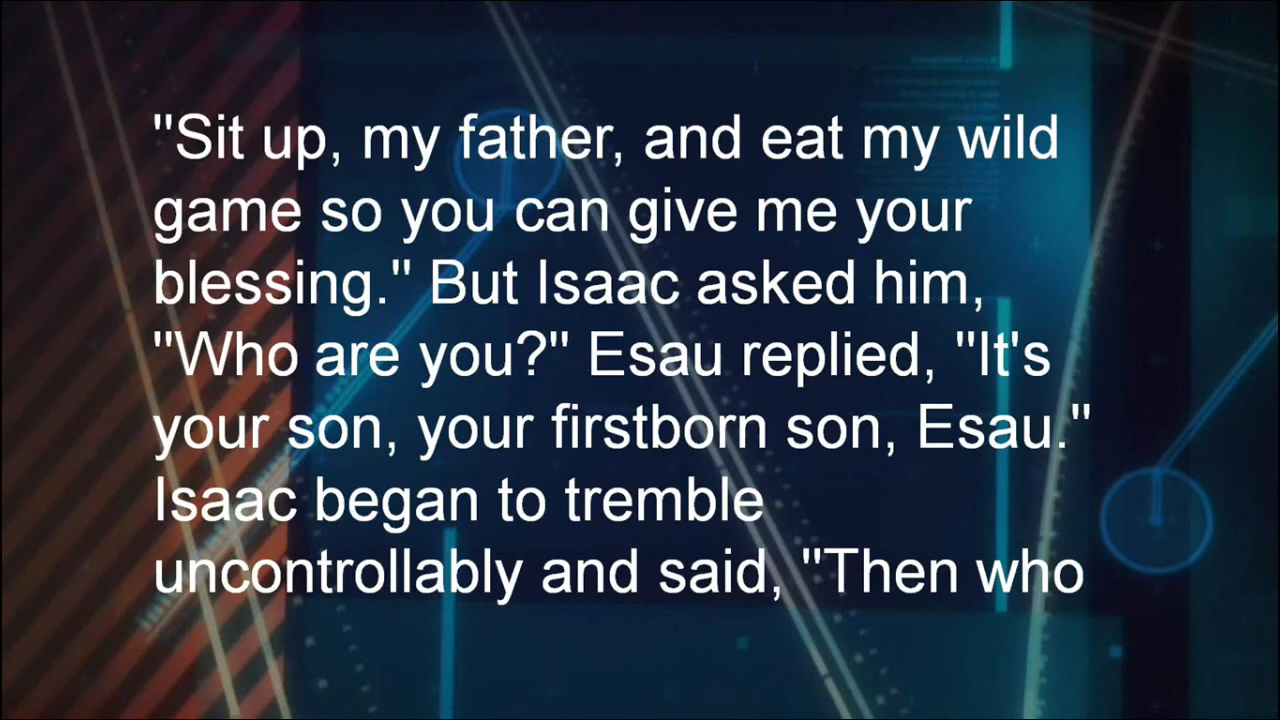 "Sit up, my father, and eat my wild
game so you can give me your
blessing." But Isaac asked him,
"Who are you?" Esau replied, "It's
your son, your firstborn son, Esau."
Isaac began to tremble
uncontrollably and said, "Then who